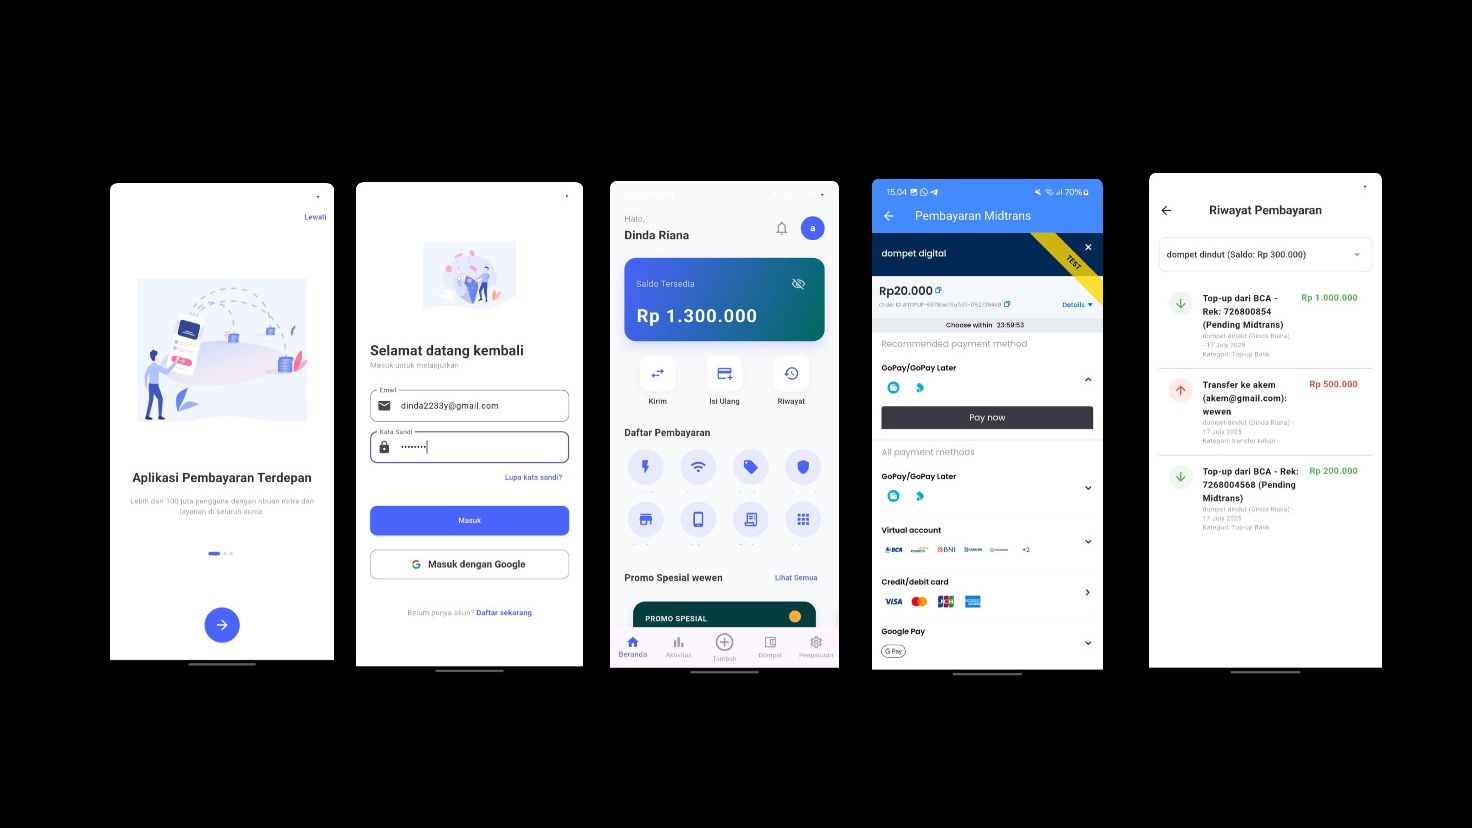 Lewati
Aplikasi Pembayaran Terdepan
Lebih dari 100 juta pengguna dengan ribuan mitra dan
layanan di seluruh dunia.
Selamat datang kembali
Masuk untuk melanjutkan
Email
dinda2233y@gmail.com
Kata Sandi
Lupa kata sandi?
Masuk
G Masuk dengan Google
Belum punya akun? Daftar sekarang
Halo,
Dinda Riana
a
Saldo Tersedia
Rp 1.300.000
Kirim
Isi Ulang
Riwayat
Daftar Pembayaran
Promo Spesial wewen
Lihat Semua
PROMO SPESIAL
Beranda
Aktivitas
Tambah
Dompet
Pengaturan
15.04
70%
Pembayaran Midtrans
dompet digital
TEST
Rp20.000
Details
Choose within 23:59:53
Recommended payment method
GoPay/GoPay Later
Pay now
All payment methods
GoPay/GoPay Later
Virtual account
BCA
BNI
+2
Credit/debit card
VISA
JCB
Google Pay
G Pay
Riwayat Pembayaran
dompet dindut (Saldo: Rp 300.000)
Top-up dari BCA - Rp 1.000.000
Rek: 726800854
(Pending Midtrans)
dompet dindut (Dinda Riana)
- 17 July 2025
Kategori: Top-up Bank
Transfer ke akem Rp 500.000
(akem@gmail.com):
wewen
dompet dindut (Dinda Riana) -
17 July 2025
Kategori: transfer keluar
Top-up dari BCA - Rek: Rp 200.000
7268004568 (Pending
Midtrans)
dompet dindut (Dinda Riana) -
17 July 2025
Kategori: Top-up Bank